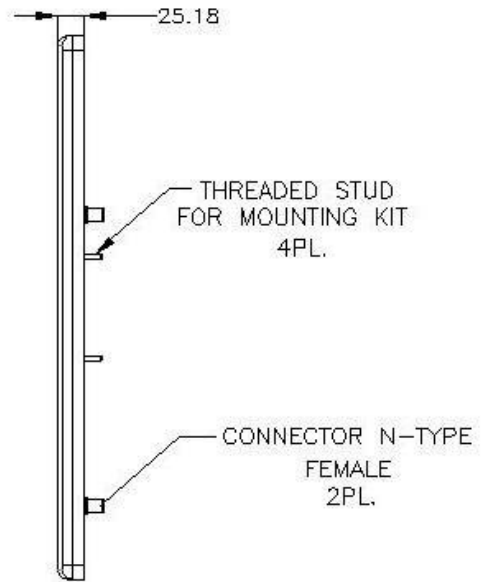 25.18
THREADED STUD
FOR MOUNTING KIT
4PL.
CONNECTOR N-TYPE
FEMALE
2PL.